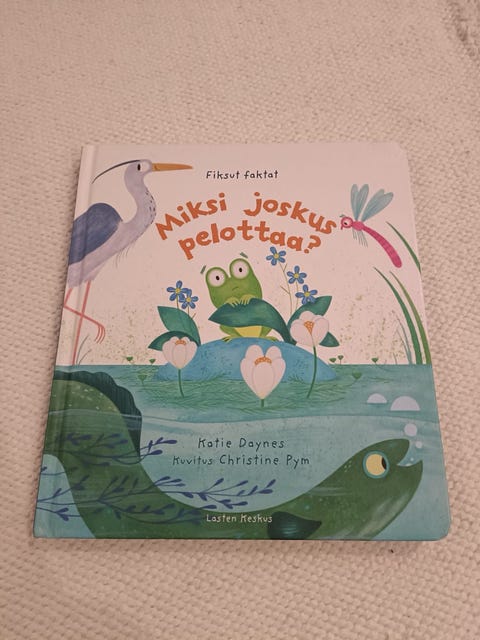 Fiksut faktat
Miksi joskus
pelottaa?
Katie Daynes
Kuvitus Christine Pym
Lasten Keskus